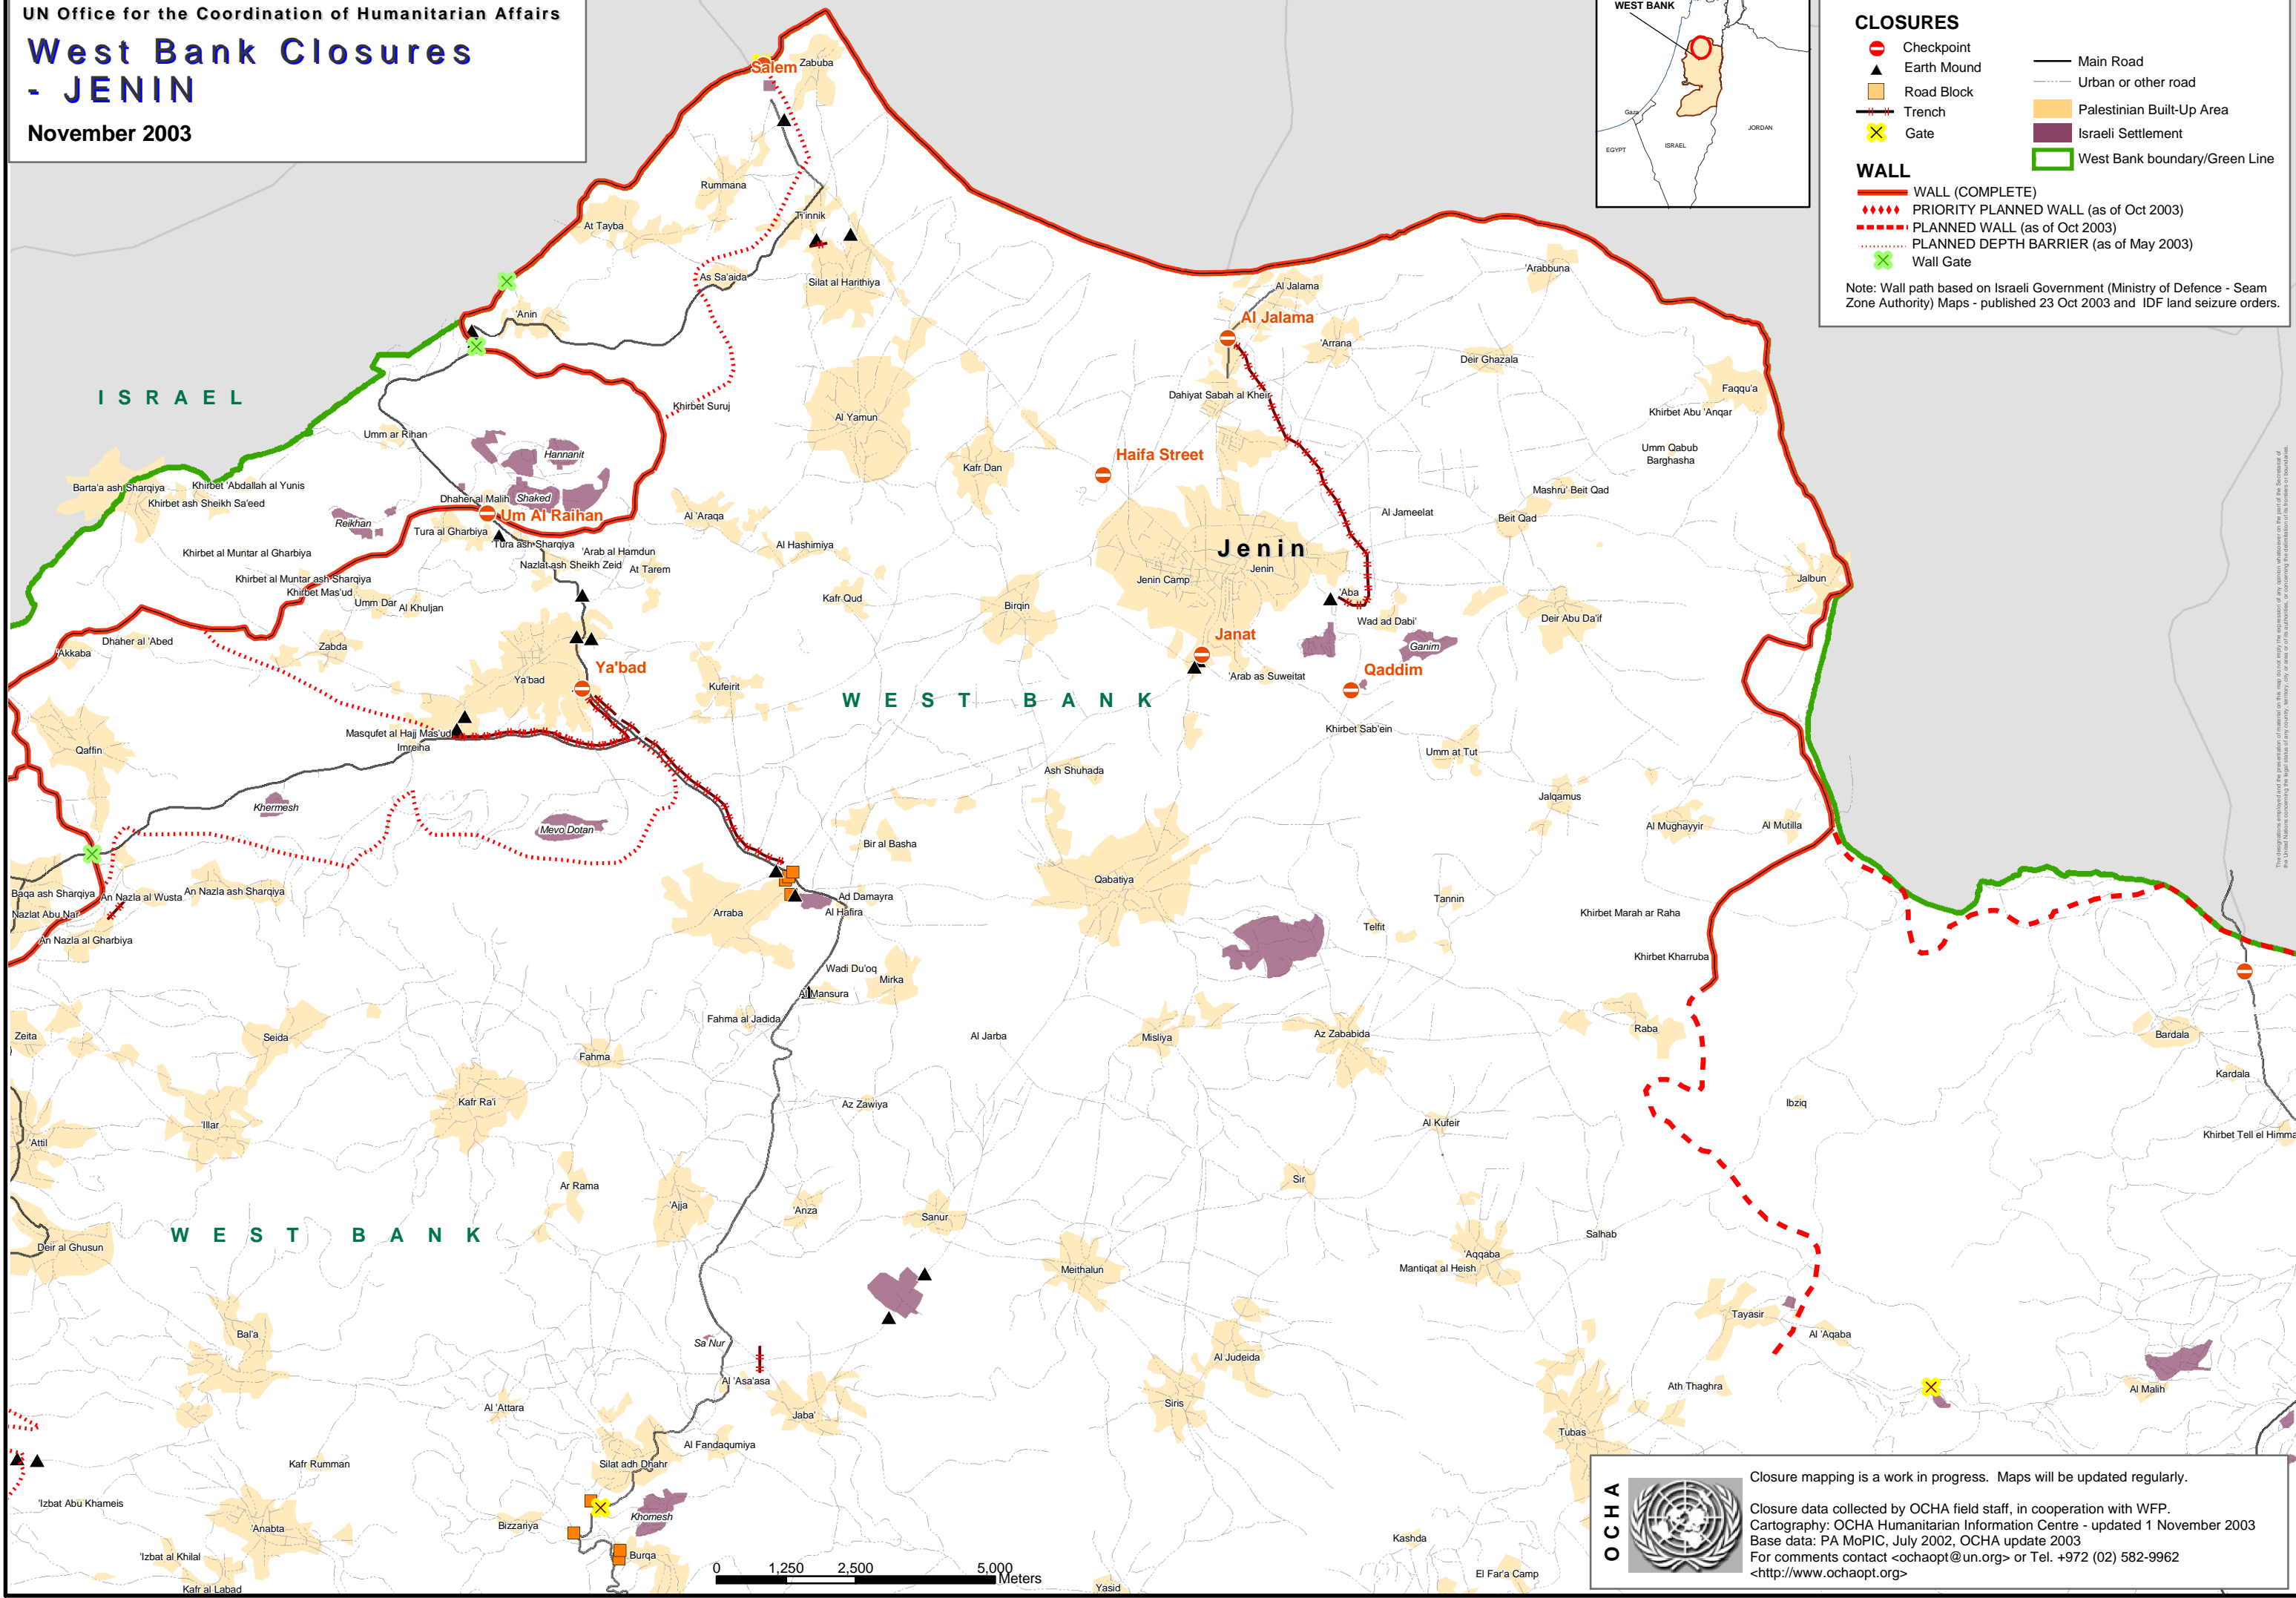 UN Office for the Coordination of Humanitarian Affairs
West Bank Closures
- JENIN
November 2003
WEST BANK
Gaza
JORDAN
ISRAEL
EGYPT
CLOSURES
Checkpoint
Earth Mound
Road Block
Trench
Gate
Main Road
Urban or other road
Palestinian Built-Up Area
Israeli Settlement
West Bank boundary/Green Line
WALL
WALL (COMPLETE)
PRIORITY PLANNED WALL (as of Oct 2003)
PLANNED WALL (as of Oct 2003)
PLANNED DEPTH BARRIER (as of May 2003)
Wall Gate
Note: Wall path based on Israeli Government (Ministry of Defence - Seam
Zone Authority) Maps - published 23 Oct 2003 and IDF land seizure orders.
Salem
Zabuba
Rummana
Ti'innik
At Tayba
As Sa'aida
Silat al Harithiya
'Anin
'Arabbuna
Al Jalama
Al Jalama
'Arrana
Deir Ghazala
Faqqu'a
ISRAEL
Khirbet Suruj
Al Yamun
Dahiyat Sabah al Kheir
Khirbet Abu 'Anqar
Umm ar Rihan
Hannanit
Haifa Street
Kafr Dan
Umm Qabub
Barghasha
Barta'a ash Sharqiya
Khirbet 'Abdallah al Yunis
Khirbet ash Sheikh Sa'eed
Dhaher al Malih
Shaked
Mashru' Beit Qad
Reikhan
Um Al Raihan
Al 'Araqa
Al Jameelat
Beit Qad
Tura al Gharbiya
Tura ash Sharqiya
'Arab al Hamdun
Al Hashimiya
Jenin
Khirbet al Muntar al Gharbiya
Nazlat ash Sheikh Zeid
At Tarem
Jenin Camp
Jenin
Jalbun
Khirbet al Muntar ash Sharqiya
Khirbet Mas'ud
Umm Dar
Al Khuljan
Kafr Qud
Birqin
'Aba
Wad ad Dabi'
Deir Abu Da'if
Dhaher al 'Abed
'Akkaba
Zabda
Janat
Ganim
Ya'bad
Ya'bad
Kufeirit
'Arab as Suweitat
Qaddim
WEST BANK
Masqufet al Hajj Mas'ud
Imreiha
Khirbet Sab'ein
Qaffin
Umm at Tut
Ash Shuhada
Khermesh
Jalqamus
Mevo Dotan
Al Mughayyir
Al Mutilla
Bir al Basha
Qabatiya
Baqa ash Sharqiya
An Nazla al Wusta
An Nazla ash Sharqiya
Ad Damayra
Nazlat Abu Nar
Arraba
Al Hafira
Tannin
Khirbet Marah ar Raha
Telfit
An Nazla al Gharbiya
Khirbet Kharruba
Wadi Du'oq
Mirka
Al Mansura
Fahma al Jadida
Zeita
Seida
Fahma
Al Jarba
Misliya
Az Zababida
Raba
Bardala
Kardala
Kafr Ra'i
Az Zawiya
Ibziq
'Illar
Al Kufeir
Khirbet Tell el Himma
'Attil
Ar Rama
Sir
'Ajja
'Anza
Sanur
WEST BANK
Salhab
Deir al Ghusun
'Aqqaba
Meithalun
Mantiqat al Heish
Bal'a
Sa Nur
Tayasir
Al 'Aqaba
Al Judeida
Al 'Asa'asa
Ath Thaghra
Al Malih
Al 'Attara
Jaba'
Siris
Tubas
Al Fandaqumiya
Kafr Rumman
Silat adh Dhahr
'Izbat Abu Khameis
Khomesh
'Anabta
Bizzariya
Kashda
'Izbat al Khilal
Burqa
Kafr al Labad
Yasid
El Far'a Camp
0 1,250 2,500 5,000
Meters
OCHA
Closure mapping is a work in progress. Maps will be updated regularly.
Closure data collected by OCHA field staff, in cooperation with WFP.
Cartography: OCHA Humanitarian Information Centre - updated 1 November 2003
Base data: PA MoPIC, July 2002, OCHA update 2003
For comments contact <ochaopt@un.org> or Tel. +972 (02) 582-9962
<http://www.ochaopt.org>